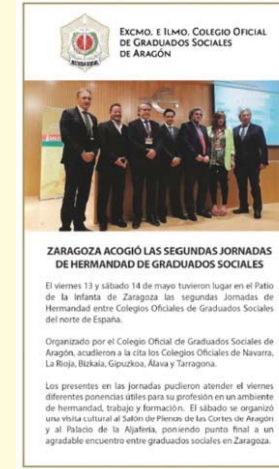 EXCMO. E ILMO. COLEGIO OFICIAL
DE GRADUADOS SOCIALES
DE ARAGÓN
ZARAGOZA ACOGIÓ LAS SEGUNDAS JORNADAS
DE HERMANDAD DE GRADUADOS SOCIALES
El viernes 13 y sábado 14 de mayo tuvieron lugar en el Patio
de la Infanta de Zaragoza las segundas Jornadas de
Hermandad entre Colegios Oficiales de Graduados Sociales
del norte de España.
Organizado por el Colegio Oficial de Graduados Sociales de
Aragón, acudieron a la cita los Colegios Oficiales de Navarra,
La Rioja, Bizkaia, Gipuzkoa, Álava y Tarragona.
Los presentes en las jornadas pudieron atender el viernes
diferentes ponencias útiles para su profesión en un ambiente
de hermandad, trabajo y formación. El sábado se organizó
una visita cultural al Salón de Plenos de las Cortes de Aragón
y al Palacio de la Aljafería, poniendo punto final a un
agradable encuentro entre graduados sociales en Zaragoza.